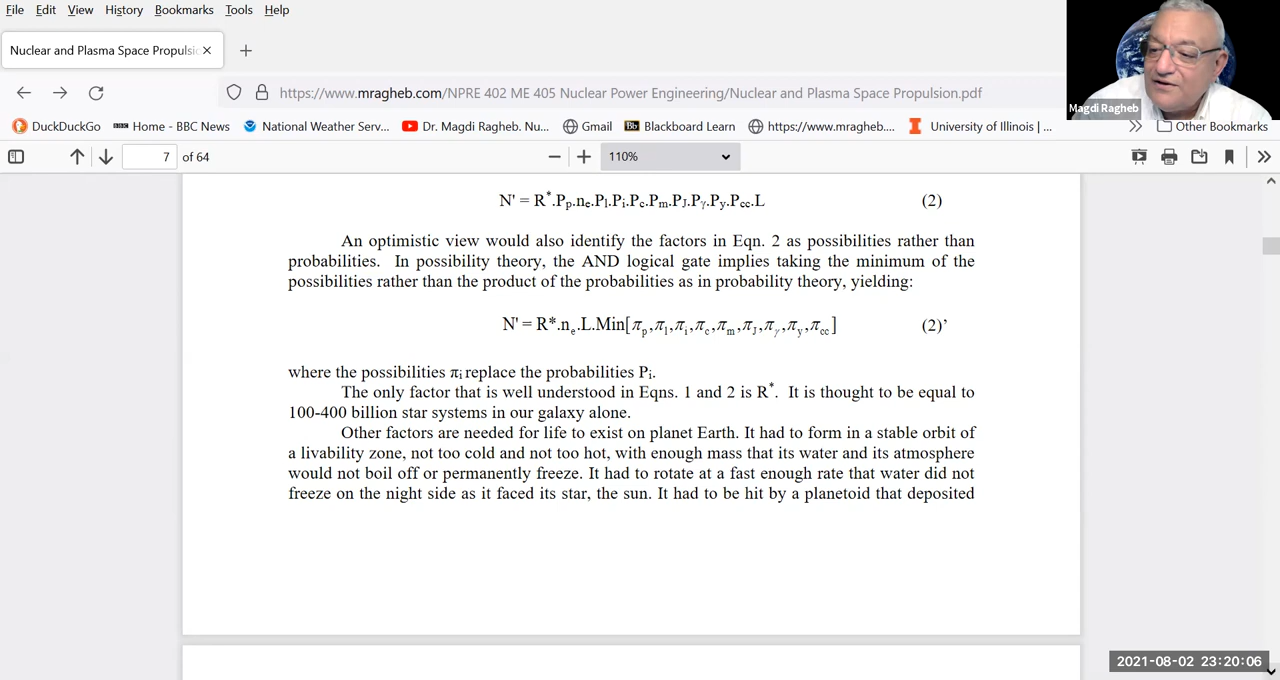 File Edit View History Bookmarks Tools Help
Nuclear and Plasma Space Propulsi
https://www.mragheb.com/NPRE 402 ME 405 Nuclear Power Engineering/Nuclear and Plasma Space Propulsion.pdf
Magdi Ragheb
DuckDuckGo BBC Home - BBC News National Weather Serv... Dr. Magdi Ragheb. Nu... Gmail Bb Blackboard Learn https://www.mragheb.... University of Illinois |... Other Bookmarks
7 of 64 110%
N' = R*.Pp.ne.Pl.Pi.Pc.Pm.PJ.Pγ.Py.Pcc.L (2)
An optimistic view would also identify the factors in Eqn. 2 as possibilities rather than
probabilities. In possibility theory, the AND logical gate implies taking the minimum of the
possibilities rather than the product of the probabilities as in probability theory, yielding:
N' = R*.ne.L.Min[πp,πl,πi,πc,πm,πJ,πγ,πy,πcc] (2)’
where the possibilities πi replace the probabilities Pi.
The only factor that is well understood in Eqns. 1 and 2 is R*. It is thought to be equal to
100-400 billion star systems in our galaxy alone.
Other factors are needed for life to exist on planet Earth. It had to form in a stable orbit of
a livability zone, not too cold and not too hot, with enough mass that its water and its atmosphere
would not boil off or permanently freeze. It had to rotate at a fast enough rate that water did not
freeze on the night side as it faced its star, the sun. It had to be hit by a planetoid that deposited
2021-08-02 23:20:06